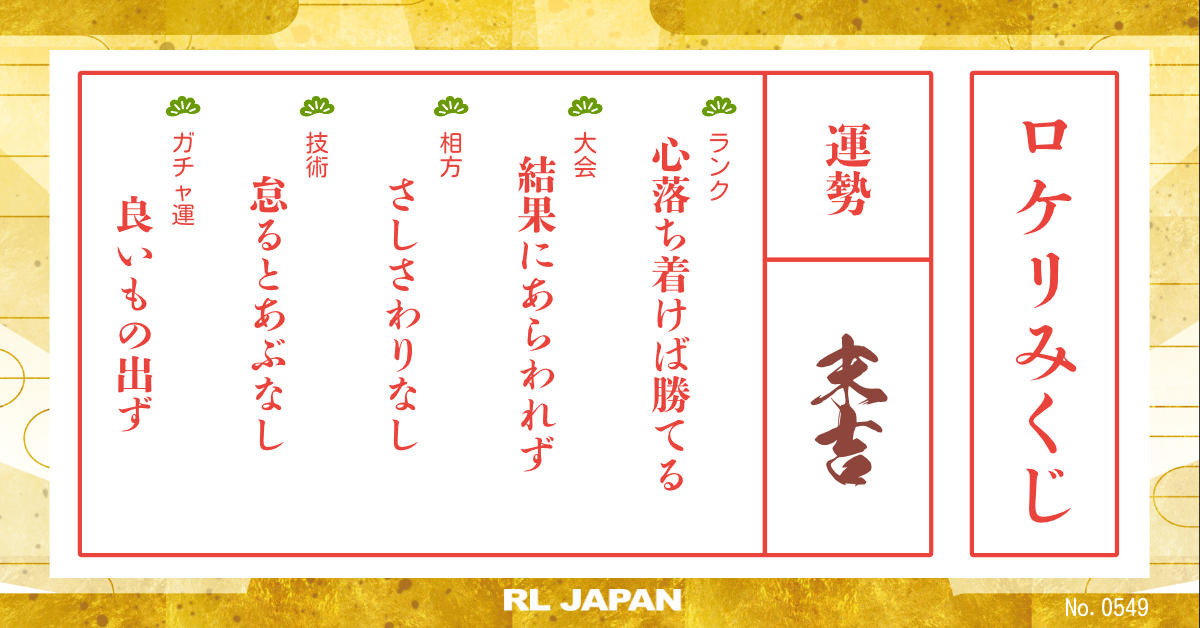 ロケリみくじ
運勢
末吉
ランク
心落ち着けば勝てる
大会
結果にあらわれず
相方
さしさわりなし
技術
怠るとあぶなし
ガチャ運
良いもの出ず
RL JAPAN
No. 0549